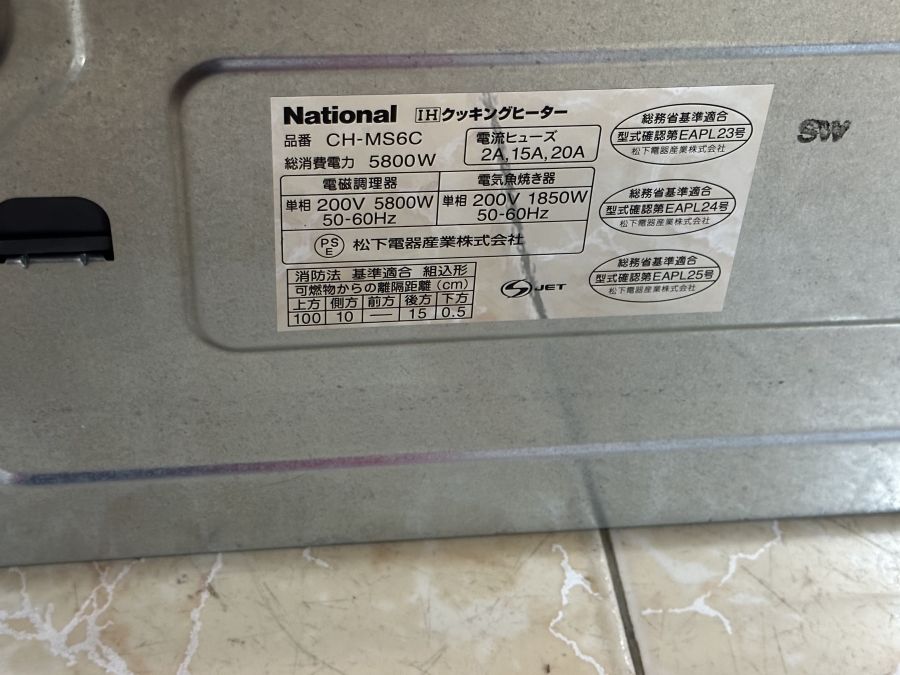 National IHクッキングヒーター
品番 CH-MS6C
総消費電力 5800W
電流ヒューズ
2A,15A,20A
電磁調理器
単相 200V 5800W
50-60Hz
電気魚焼き器
単相 200V 1850W
50-60Hz
PSE 松下電器産業株式会社
消防法 基準適合 組込形
可燃物からの離隔距離(cm)
上方 側方 前方 後方 下方
100 10 — 15 0.5
JET
総務省基準適合
型式確認第EAPL23号
松下電器産業株式会社
総務省基準適合
型式確認第EAPL24号
松下電器産業株式会社
総務省基準適合
型式確認第EAPL25号
松下電器産業株式会社
SW